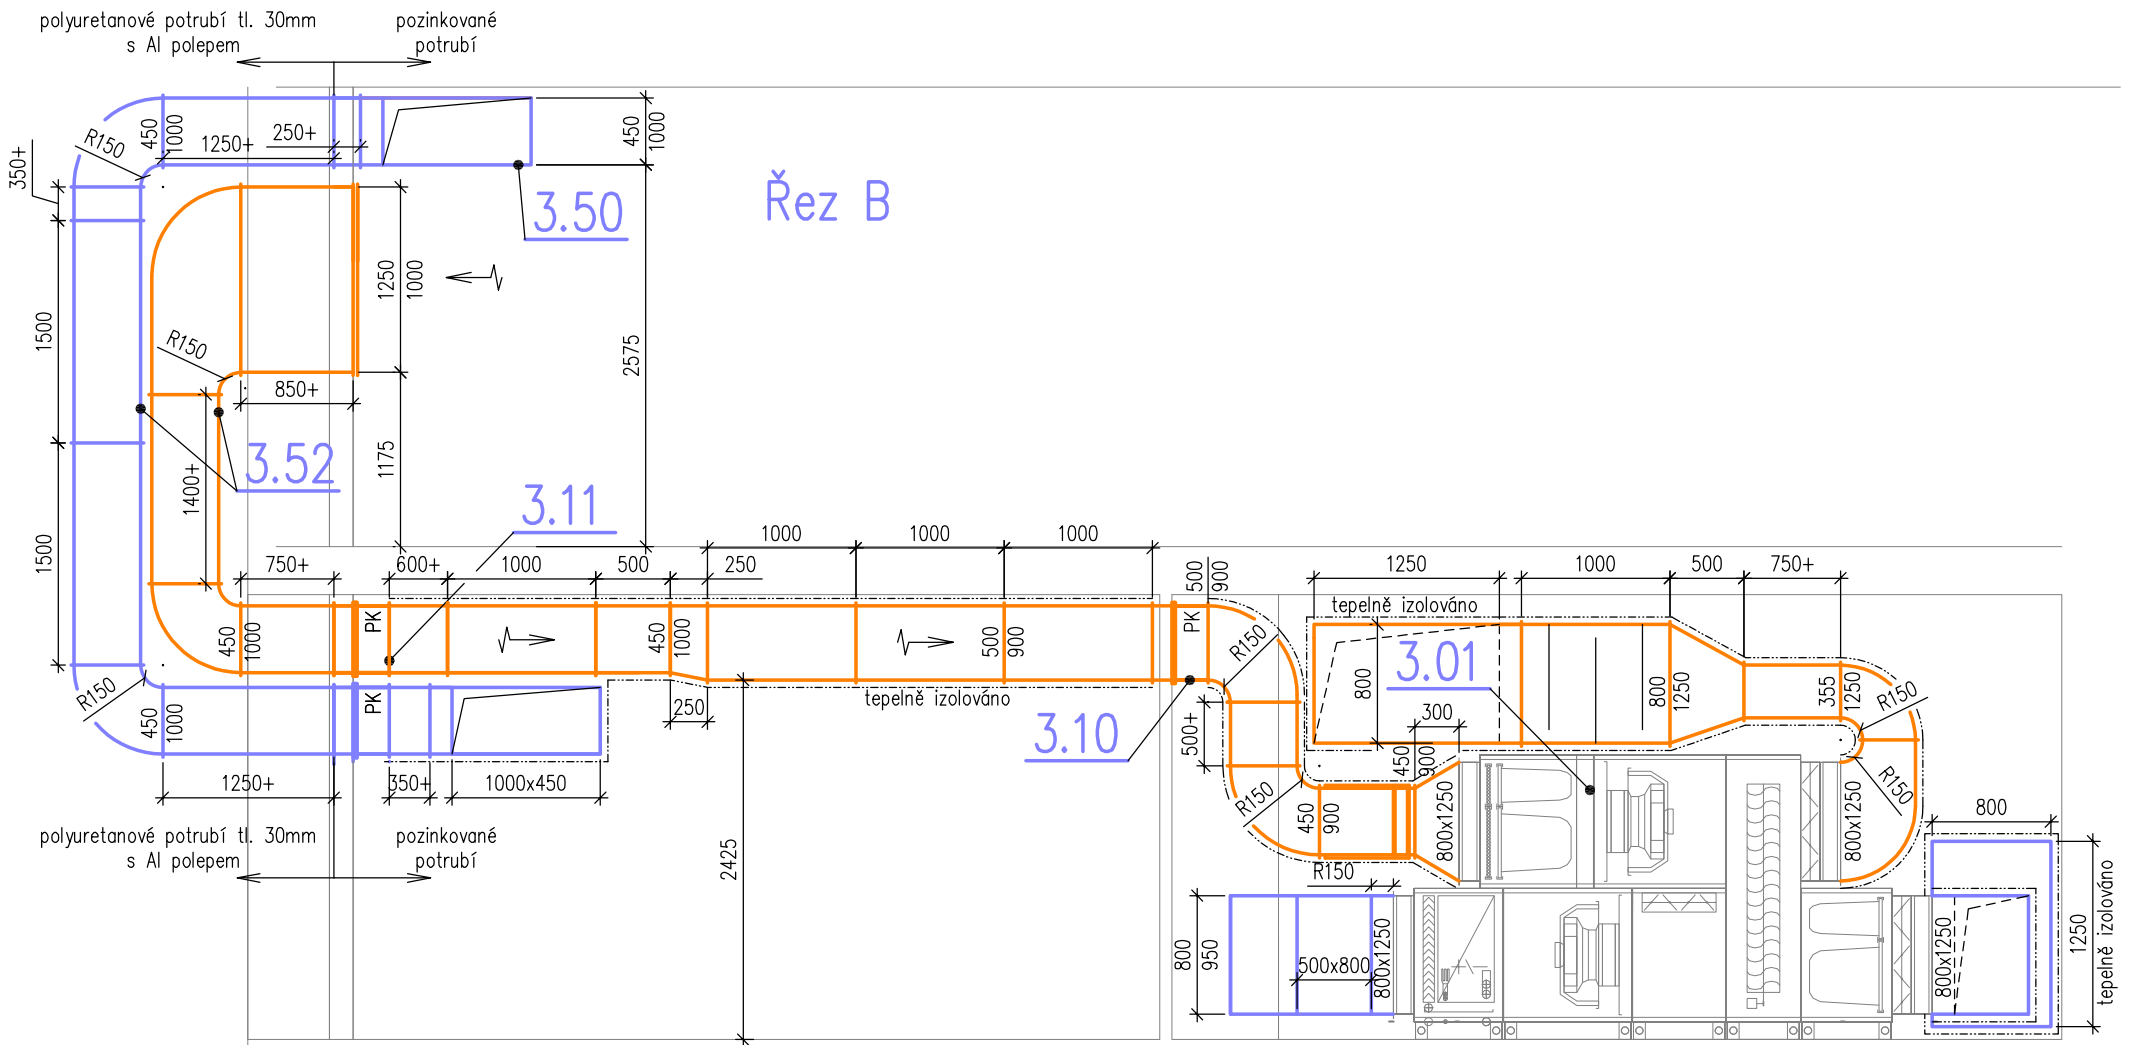 polyuretanové potrubí tl. 30mm
s Al polepem
pozinkované
potrubí
450
1000
250+
1250+
R150
350+
450
1000
3.50
Řez B
1250
1000
1500
R150
2575
850+
1175
3.52
1400+
3.11
1500
1000
1000
1000
750+
600+
1000
500
250
500
900
1250
1000
500
750+
tepelně izolováno
450
1000
PK
450
1000
500
900
PK
R150
3.01
800
800
1250
355
1250
R150
R150
450
1000
PK
250
tepelně izolováno
3.10
500+
300
450
900
R150
1250+
350+
1000x450
R150
450
900
800x1250
800x1250
800
polyuretanové potrubí tl. 30mm
s Al polepem
pozinkované
potrubí
2425
R150
800
950
500x800
800x1250
800x1250
1250
tepelně izolováno